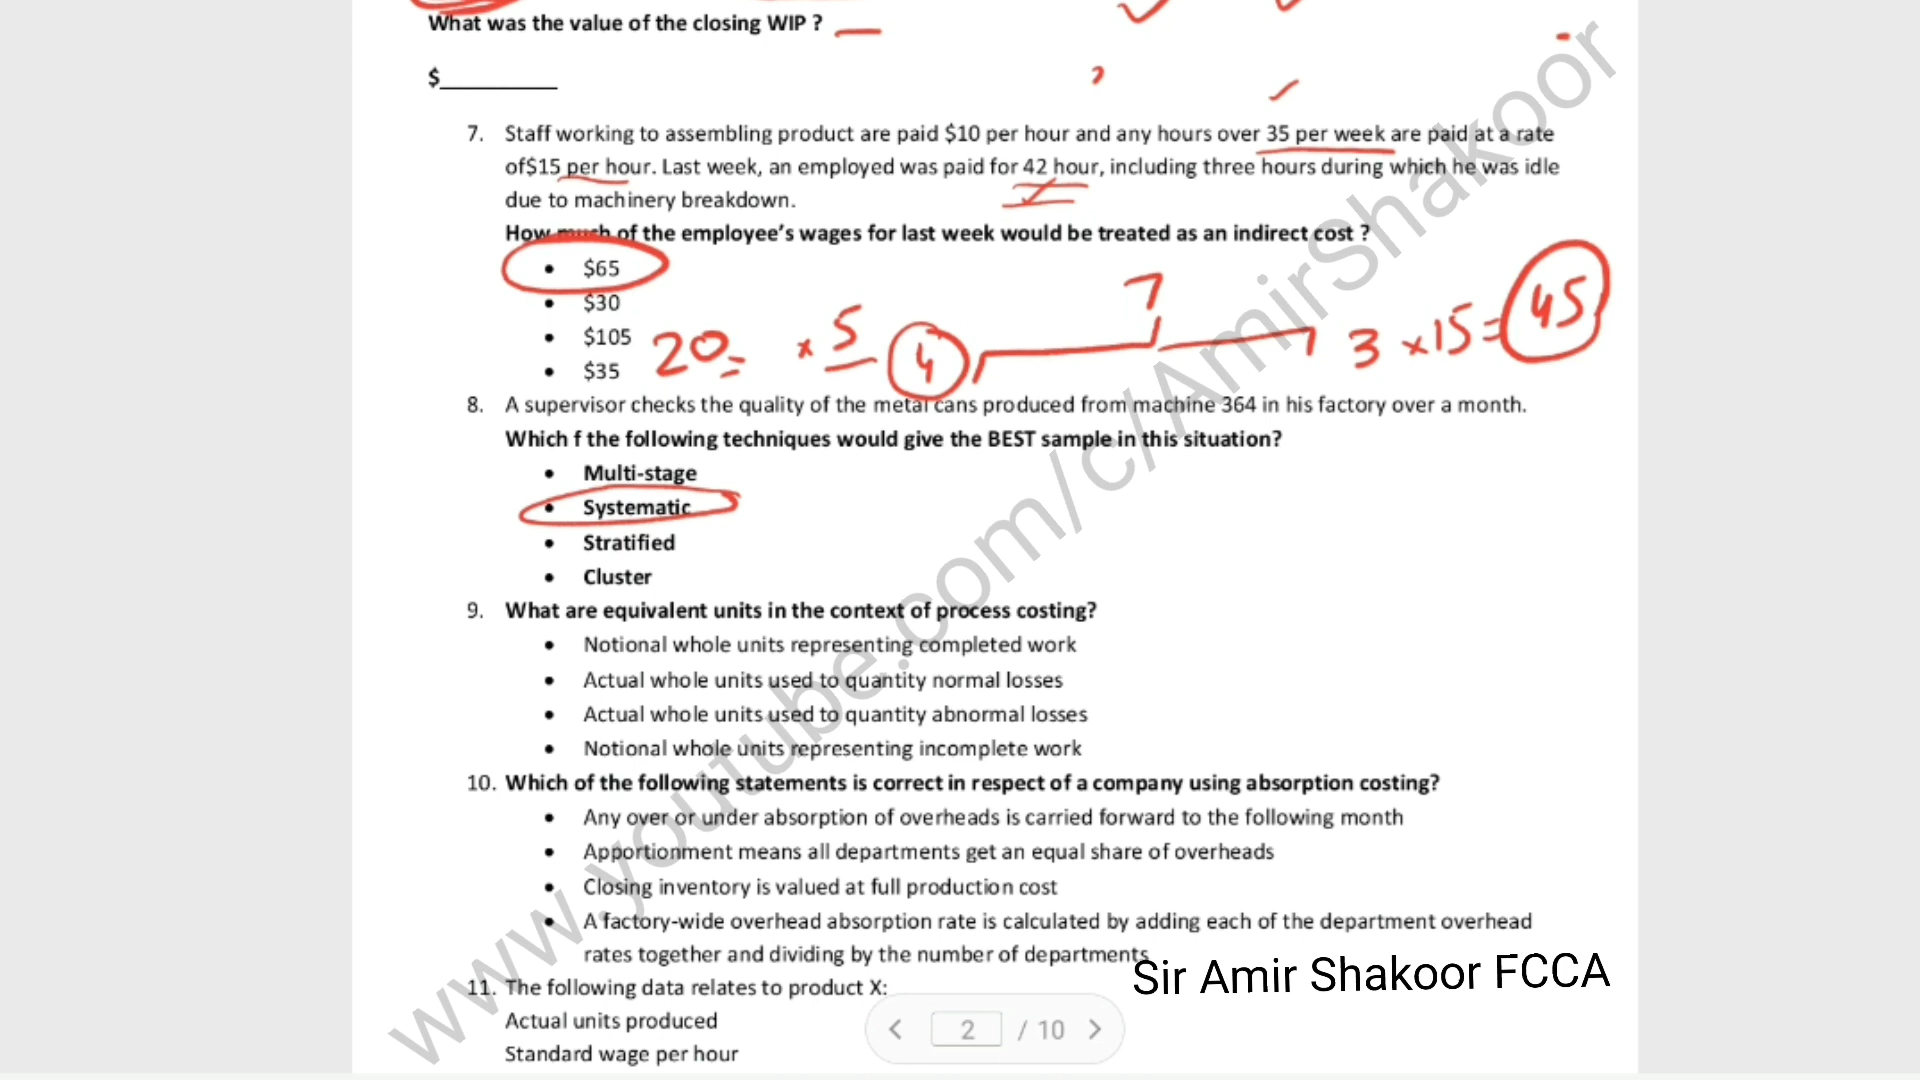 What was the value of the closing WIP ?
$__________
7. Staff working to assembling product are paid $10 per hour and any hours over 35 per week are paid at a rate
of$15 per hour. Last week, an employed was paid for 42 hour, including three hours during which he was idle
due to machinery breakdown.
How much of the employee's wages for last week would be treated as an indirect cost ?
• $65
• $30
• $105
• $35
20= × 5 4 7 3 ×15= 45
8. A supervisor checks the quality of the metal cans produced from machine 364 in his factory over a month.
Which f the following techniques would give the BEST sample in this situation?
• Multi-stage
• Systematic
• Stratified
• Cluster
9. What are equivalent units in the context of process costing?
• Notional whole units representing completed work
• Actual whole units used to quantity normal losses
• Actual whole units used to quantity abnormal losses
• Notional whole units representing incomplete work
10. Which of the following statements is correct in respect of a company using absorption costing?
• Any over or under absorption of overheads is carried forward to the following month
• Apportionment means all departments get an equal share of overheads
• Closing inventory is valued at full production cost
• A factory-wide overhead absorption rate is calculated by adding each of the department overhead
rates together and dividing by the number of departments
11. The following data relates to product X:
Actual units produced
Standard wage per hour
www.youtube.com/c/AmirShakoor
Sir Amir Shakoor FCCA
< 2 / 10 >